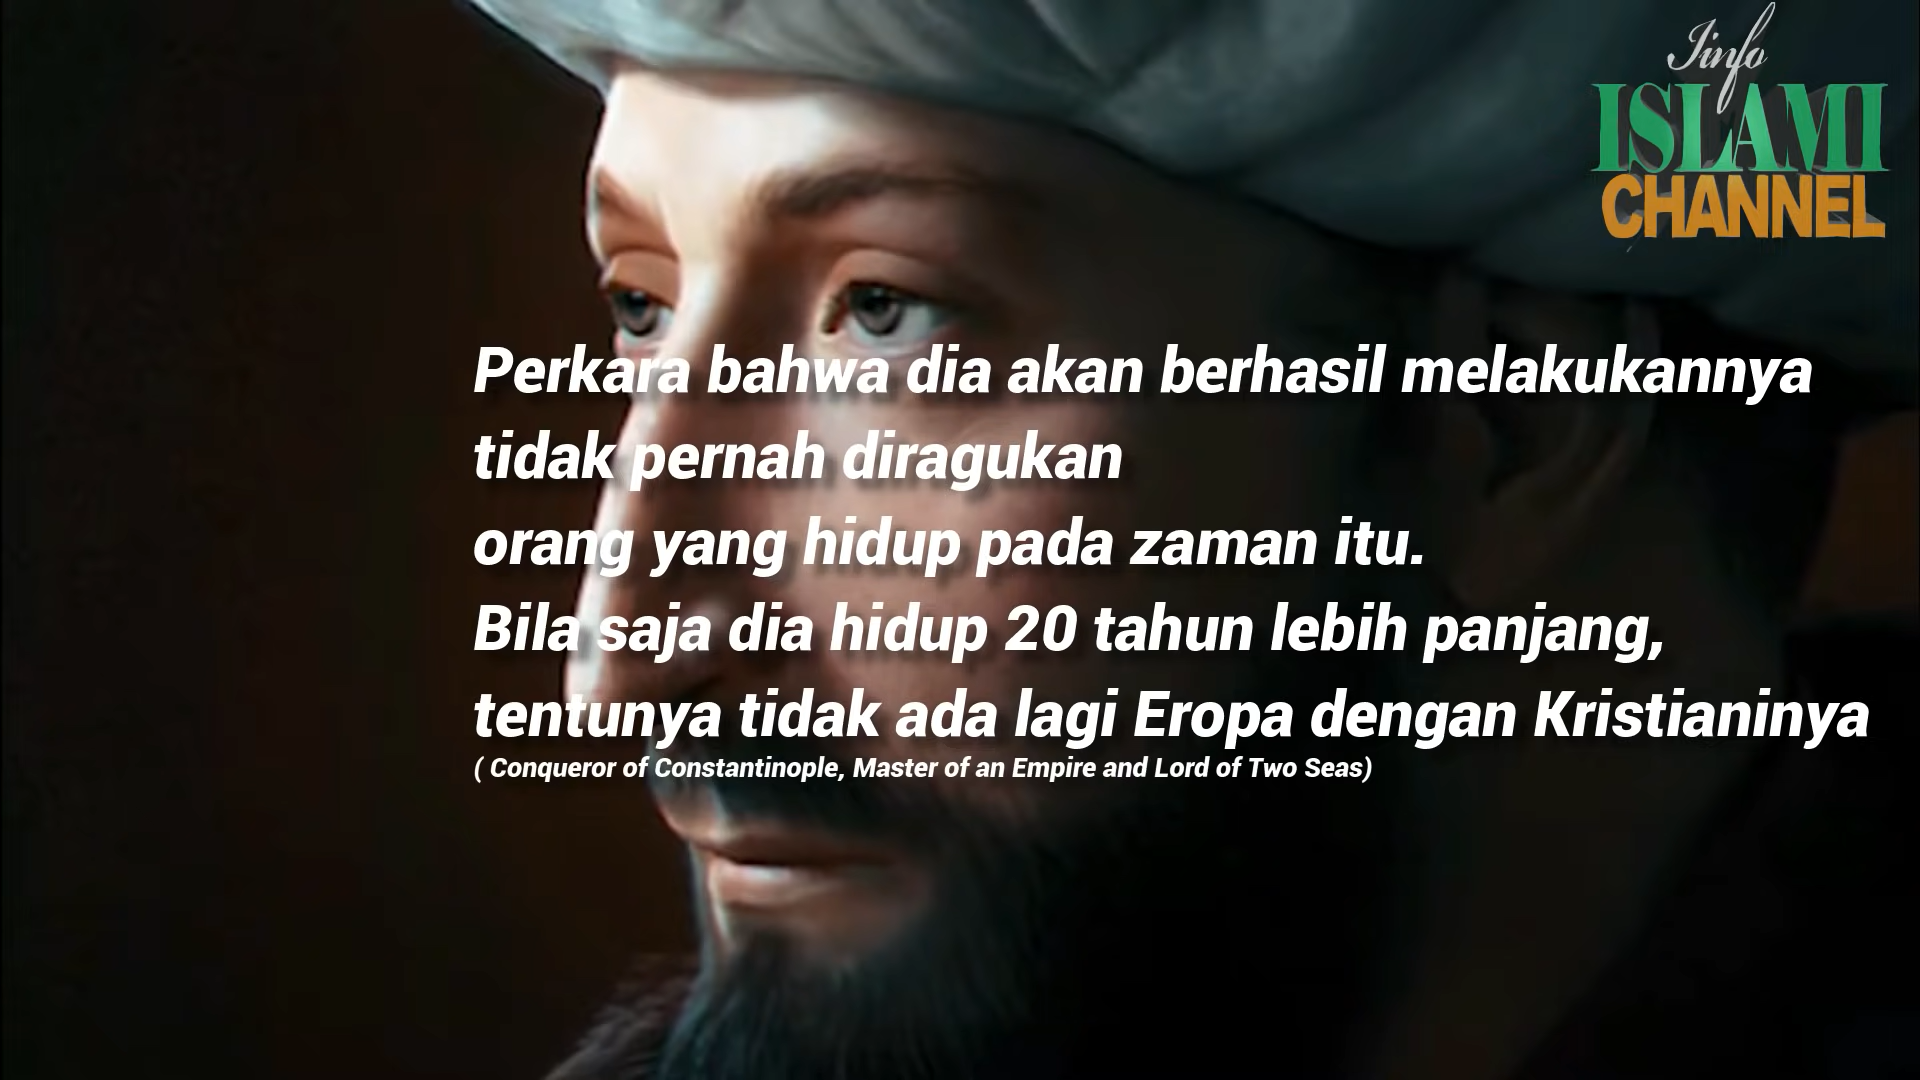 Iinfo
ISLAMI
CHANNEL
Perkara bahwa dia akan berhasil melakukannya
tidak pernah diragukan
orang yang hidup pada zaman itu.
Bila saja dia hidup 20 tahun lebih panjang,
tentunya tidak ada lagi Eropa dengan Kristianinya
( Conqueror of Constantinople, Master of an Empire and Lord of Two Seas)